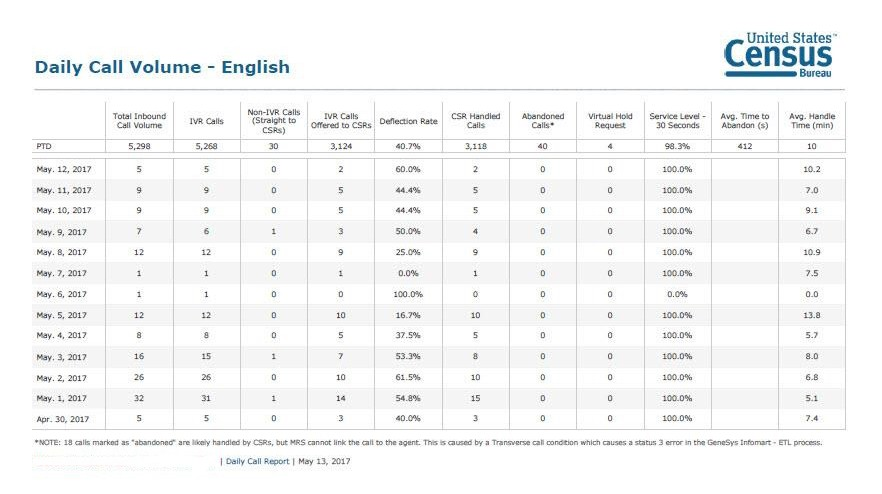 United States™
Census
Bureau
Daily Call Volume - English
Total Inbound Call Volume | IVR Calls | Non-IVR Calls (Straight to CSRs) | IVR Calls Offered to CSRs | Deflection Rate | CSR Handled Calls | Abandoned Calls* | Virtual Hold Request | Service Level - 30 Seconds | Avg. Time to Abandon (s) | Avg. Handle Time (min)
PTD 5,298 5,268 30 3,124 40.7% 3,118 40 4 98.3% 412 10
May. 12, 2017 5 5 0 2 60.0% 2 0 0 100.0% 10.2
May. 11, 2017 9 9 0 5 44.4% 5 0 0 100.0% 7.0
May. 10, 2017 9 9 0 5 44.4% 5 0 0 100.0% 9.1
May. 9, 2017 7 6 1 3 50.0% 4 0 0 100.0% 6.7
May. 8, 2017 12 12 0 9 25.0% 9 0 0 100.0% 10.9
May. 7, 2017 1 1 0 1 0.0% 1 0 0 100.0% 7.5
May. 6, 2017 1 1 0 0 100.0% 0 0 0 0.0% 0.0
May. 5, 2017 12 12 0 10 16.7% 10 0 0 100.0% 13.8
May. 4, 2017 8 8 0 5 37.5% 5 0 0 100.0% 5.7
May. 3, 2017 16 15 1 7 53.3% 8 0 0 100.0% 8.0
May. 2, 2017 26 26 0 10 61.5% 10 0 0 100.0% 6.8
May. 1, 2017 32 31 1 14 54.8% 15 0 0 100.0% 5.1
Apr. 30, 2017 5 5 0 3 40.0% 3 0 0 100.0% 7.4
*NOTE: 18 calls marked as "abandoned" are likely handled by CSRs, but MRS cannot link the call to the agent. This is caused by a Transverse call condition which causes a status 3 error in the GeneSys Infomart - ETL process.
| Daily Call Report | May 13, 2017